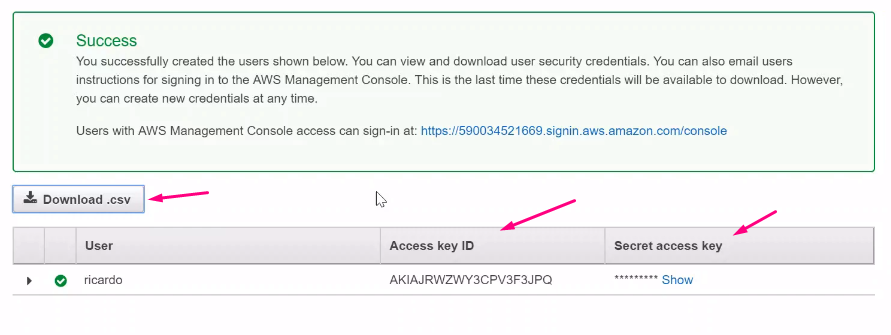 Success
You successfully created the users shown below. You can view and download user security credentials. You can also email users
instructions for signing in to the AWS Management Console. This is the last time these credentials will be available to download. However,
you can create new credentials at any time.
Users with AWS Management Console access can sign-in at: https://590034521669.signin.aws.amazon.com/console
Download .csv
User Access key ID Secret access key
ricardo AKIAJRWZWY3CPV3F3JPQ ********* Show